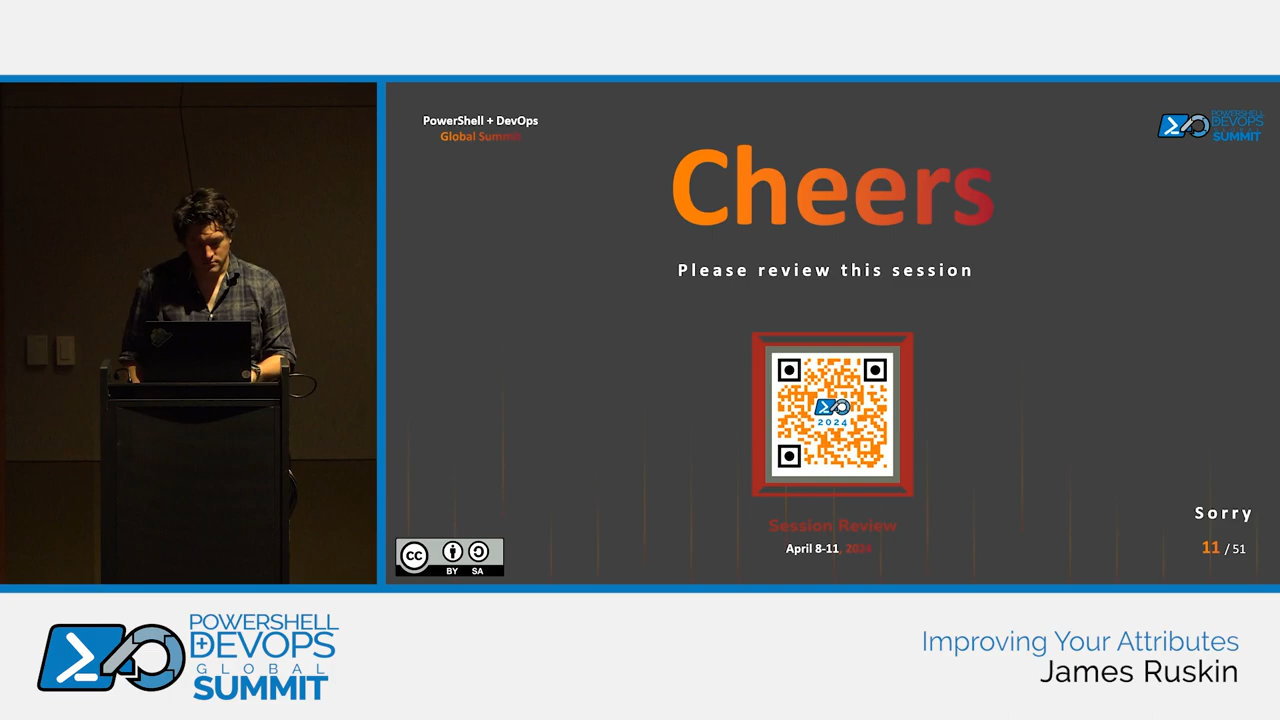 PowerShell + DevOps
Global Summit
POWERSHELL
DEVOPS
SUMMIT
Cheers
Please review this session
2024
Session Review
April 8-11, 2024
Sorry
11 / 51
CC
BY SA
POWERSHELL
+DEVOPS
GLOBAL
SUMMIT
Improving Your Attributes
James Ruskin